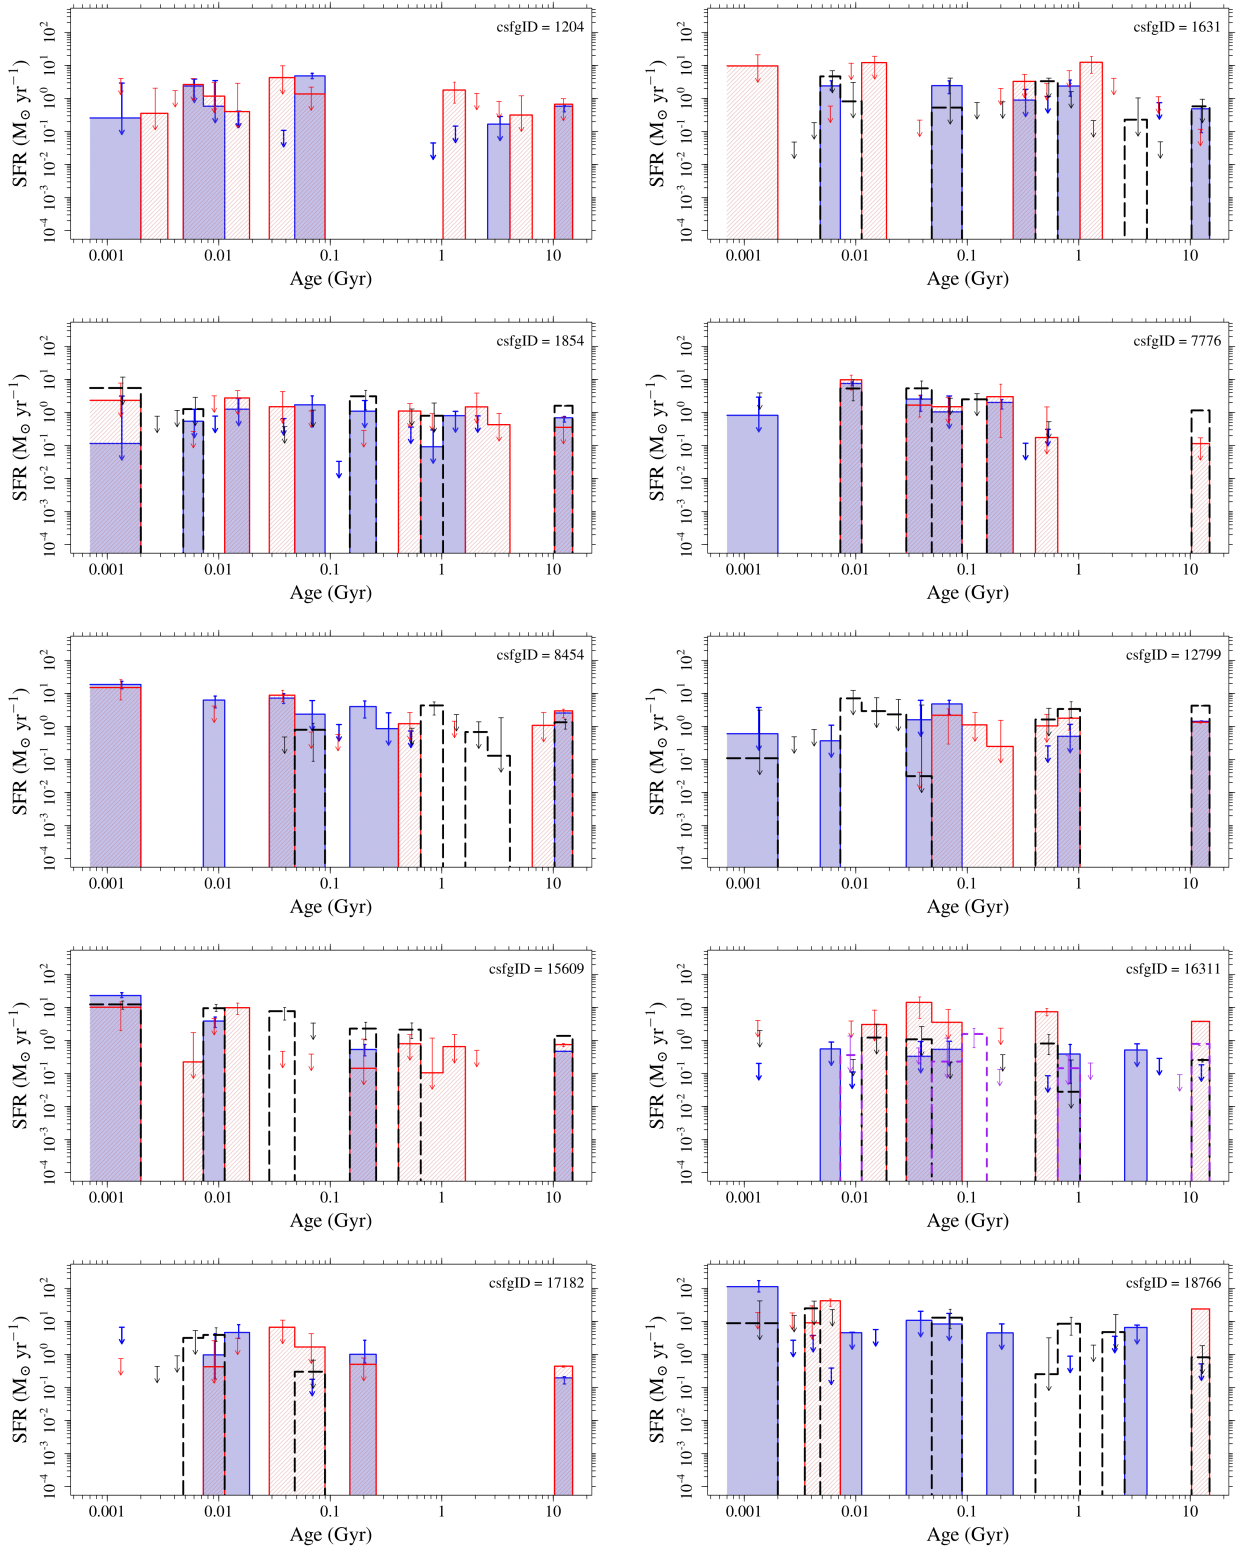 csfgID = 1204
SFR (M⊙ yr⁻¹)
10² 10¹ 10⁰ 10⁻¹ 10⁻² 10⁻³ 10⁻⁴
0.001 0.01 0.1 1 10
Age (Gyr)
csfgID = 1631
SFR (M⊙ yr⁻¹)
10² 10¹ 10⁰ 10⁻¹ 10⁻² 10⁻³ 10⁻⁴
0.001 0.01 0.1 1 10
Age (Gyr)
csfgID = 1854
SFR (M⊙ yr⁻¹)
10² 10¹ 10⁰ 10⁻¹ 10⁻² 10⁻³ 10⁻⁴
0.001 0.01 0.1 1 10
Age (Gyr)
csfgID = 7776
SFR (M⊙ yr⁻¹)
10² 10¹ 10⁰ 10⁻¹ 10⁻² 10⁻³ 10⁻⁴
0.001 0.01 0.1 1 10
Age (Gyr)
csfgID = 8454
SFR (M⊙ yr⁻¹)
10² 10¹ 10⁰ 10⁻¹ 10⁻² 10⁻³ 10⁻⁴
0.001 0.01 0.1 1 10
Age (Gyr)
csfgID = 12799
SFR (M⊙ yr⁻¹)
10² 10¹ 10⁰ 10⁻¹ 10⁻² 10⁻³ 10⁻⁴
0.001 0.01 0.1 1 10
Age (Gyr)
csfgID = 15609
SFR (M⊙ yr⁻¹)
10² 10¹ 10⁰ 10⁻¹ 10⁻² 10⁻³ 10⁻⁴
0.001 0.01 0.1 1 10
Age (Gyr)
csfgID = 16311
SFR (M⊙ yr⁻¹)
10² 10¹ 10⁰ 10⁻¹ 10⁻² 10⁻³ 10⁻⁴
0.001 0.01 0.1 1 10
Age (Gyr)
csfgID = 17182
SFR (M⊙ yr⁻¹)
10² 10¹ 10⁰ 10⁻¹ 10⁻² 10⁻³ 10⁻⁴
0.001 0.01 0.1 1 10
Age (Gyr)
csfgID = 18766
SFR (M⊙ yr⁻¹)
10² 10¹ 10⁰ 10⁻¹ 10⁻² 10⁻³ 10⁻⁴
0.001 0.01 0.1 1 10
Age (Gyr)